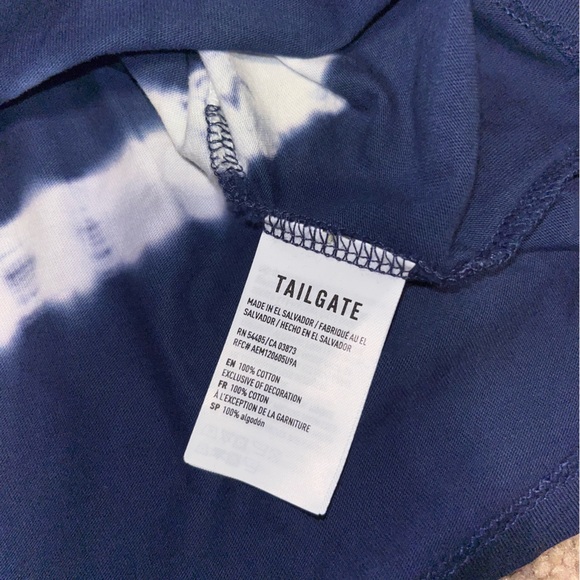 TAILGATE
MADE IN EL SALVADOR / FABRIQUÉ AU EL
SALVADOR / HECHO EN EL SALVADOR
RN 54485/CA 03873
RFC# AEM120605U9A
EN 100% COTTON
EXCLUSIVE OF DECORATION
FR 100% COTON
À L'EXCEPTION DE LA GARNITURE
SP 100% algodón